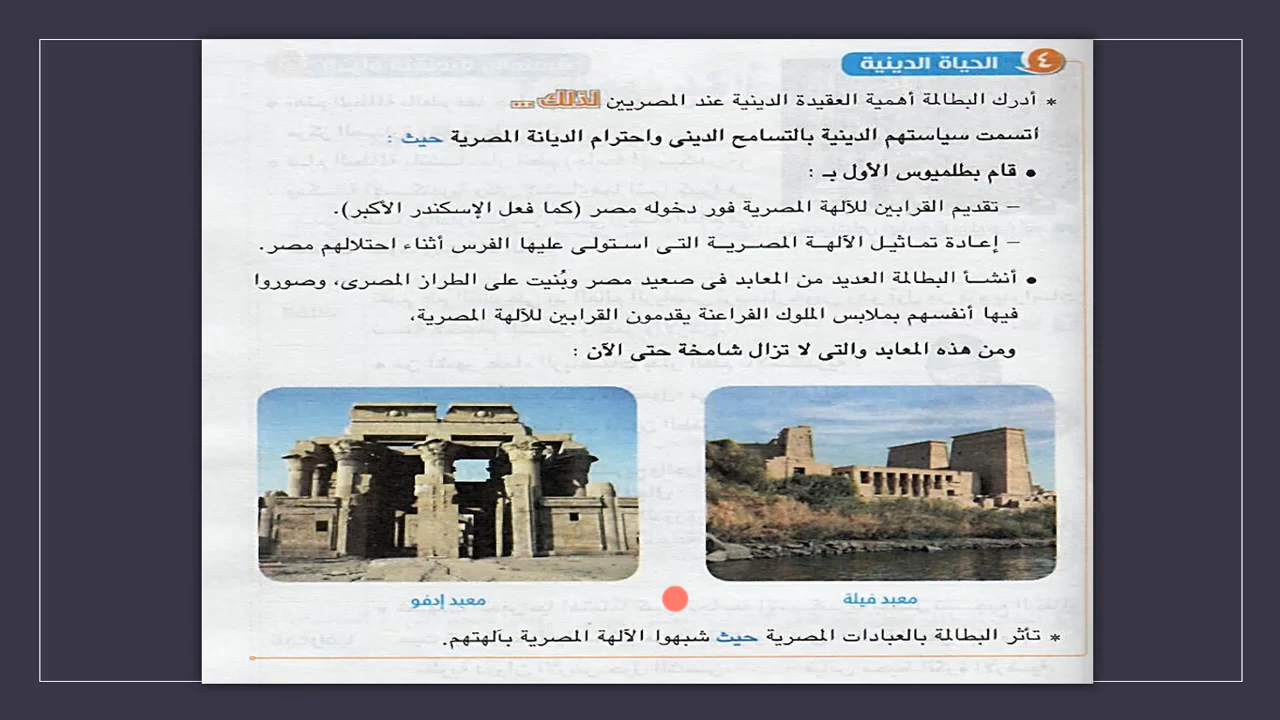 ٤ الحياة الدينية
* أدرك البطالمة أهمية العقيدة الدينية عند المصريين لذلك ...
اتسمت سياستهم الدينية بالتسامح الدينى واحترام الديانة المصرية حيث :
• قام بطلميوس الأول بـ :
– تقديم القرابين للآلهة المصرية فور دخوله مصر (كما فعل الإسكندر الأكبر).
– إعادة تماثيل الآلهة المصرية التى استولى عليها الفرس أثناء احتلالهم مصر.
• أنشأ البطالمة العديد من المعابد فى صعيد مصر وبُنيت على الطراز المصرى، وصوروا
فيها أنفسهم بملابس الملوك الفراعنة يقدمون القرابين للآلهة المصرية،
ومن هذه المعابد والتى لا تزال شامخة حتى الآن :
معبد فيلة
معبد إدفو
* تأثر البطالمة بالعبادات المصرية حيث شبهوا الآلهة المصرية بآلهتهم.